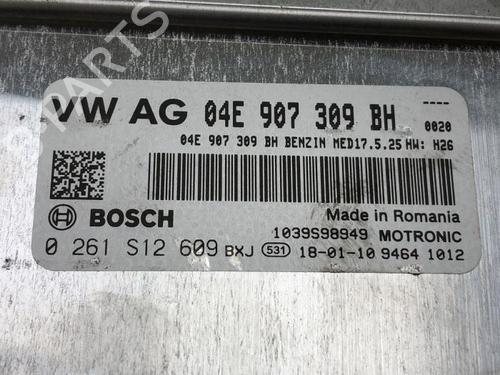 PARTS
VW AG 04E 907 309 BH ----
0020
04E 907 309 BH BENZIN MED17.5.25 HW: H26
BOSCH
Made in Romania
1039S98949 MOTRONIC
0 261 S12 609 BXJ 531 18-01-10 9464 1012